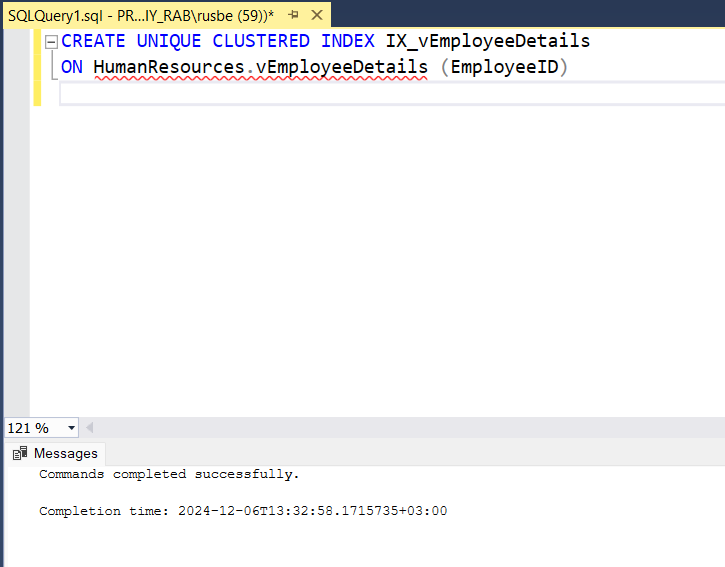 SQLQuery1.sql - PR...IY_RAB\rusbe (59))*
CREATE UNIQUE CLUSTERED INDEX IX_vEmployeeDetails
ON HumanResources.vEmployeeDetails (EmployeeID)
121 %
Messages
Commands completed successfully.
Completion time: 2024-12-06T13:32:58.1715735+03:00